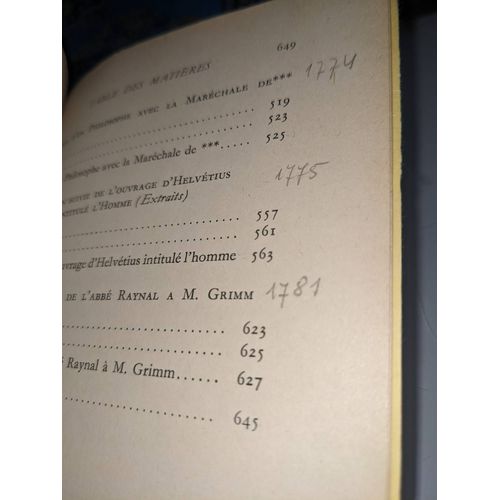 649
TABLE DES MATIÈRES
PHILOSOPHE AVEC LA MARÉCHALE DE*** 1774
519
523
Philosophe avec la Maréchale de ***..... 525
SUIVIE DE L'OUVRAGE D'HELVÉTIUS
L'HOMME (Extraits) 1775
557
561
d'Helvétius intitulé l'homme 563
DE L'ABBÉ RAYNAL A M. GRIMM 1781
623
625
Raynal à M. Grimm...... 627
645